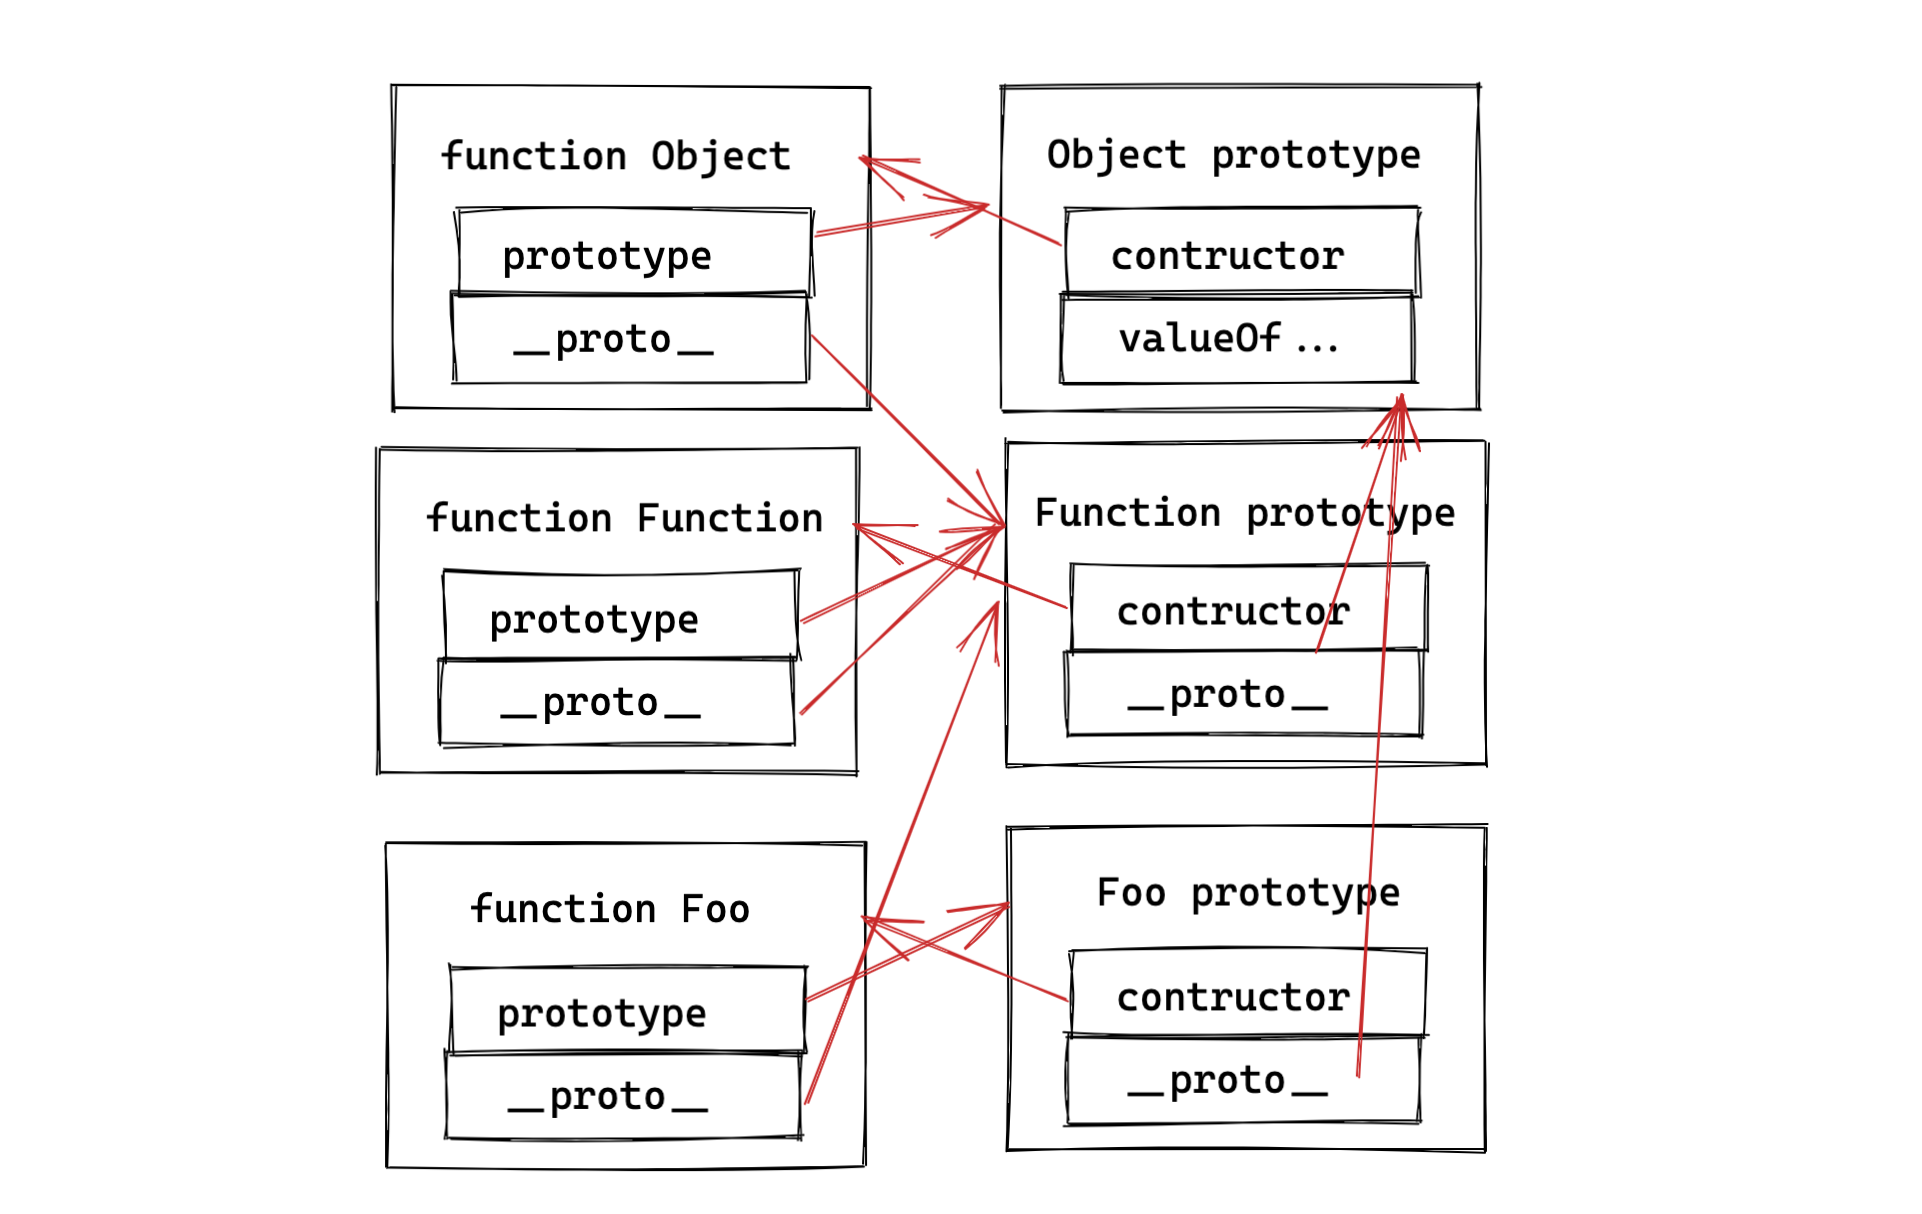 function Object
prototype
__proto__
Object prototype
contructor
valueOf...
function Function
prototype
__proto__
Function prototype
contructor
__proto__
function Foo
prototype
__proto__
Foo prototype
contructor
__proto__